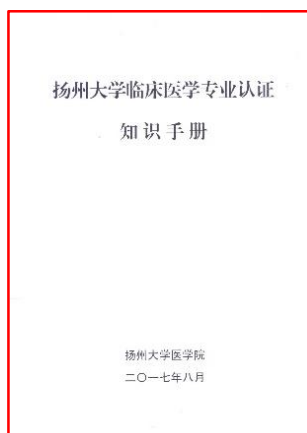 扬州大学临床医学专业认证
知识手册
扬州大学医学院
二〇一七年八月